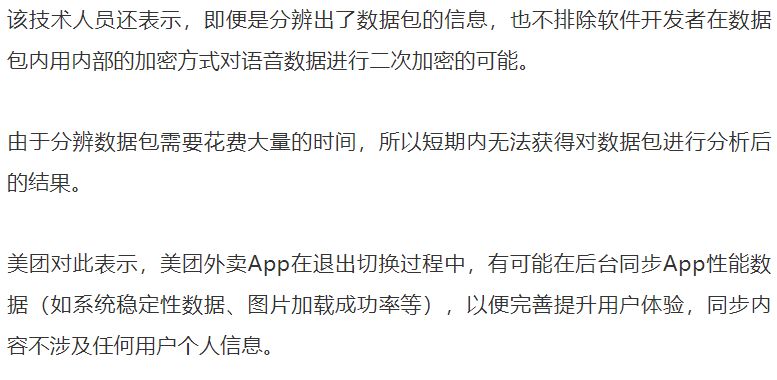 该技术人员还表示，即便是分辨出了数据包的信息，也不排除软件开发者在数据
包内用内部的加密方式对语音数据进行二次加密的可能。
由于分辨数据包需要花费大量的时间，所以短期内无法获得对数据包进行分析后
的结果。
美团对此表示，美团外卖App在退出切换过程中，有可能在后台同步App性能数
据（如系统稳定性数据、图片加载成功率等），以便完善提升用户体验，同步内
容不涉及任何用户个人信息。